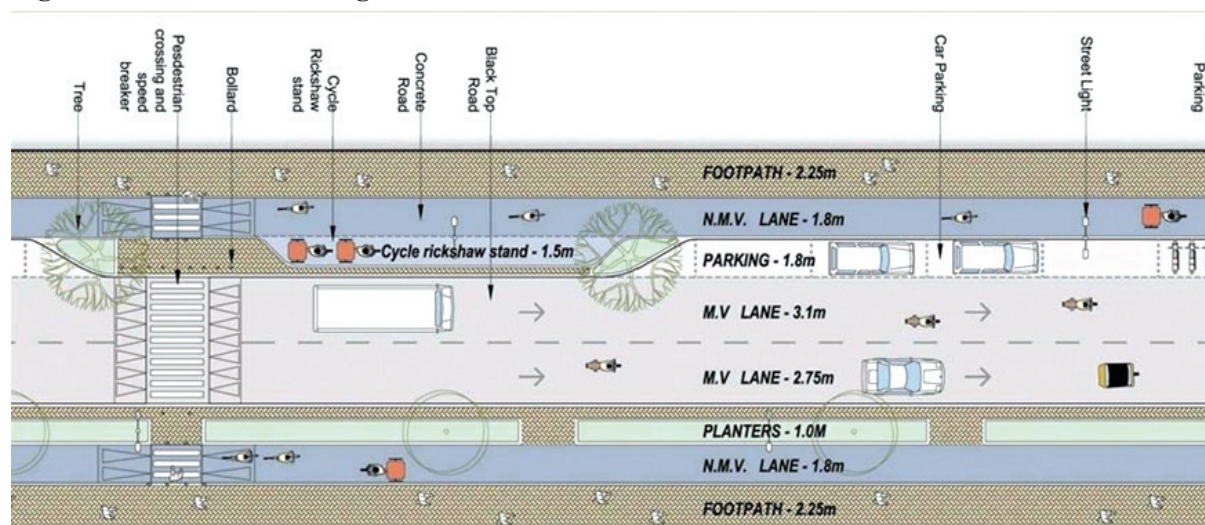 Tree
Pesdestrian
crossing and
speed
breaker
Bollard
Cycle
Rickshaw
stand
Concrete
Road
Black Top
Road
Car Parking
Street Light
Parking
FOOTPATH - 2.25m
N.M.V. LANE - 1.8m
Cycle rickshaw stand - 1.5m
PARKING - 1.8m
M.V LANE - 3.1m
M.V LANE - 2.75m
PLANTERS - 1.0M
N.M.V. LANE - 1.8m
FOOTPATH - 2.25m